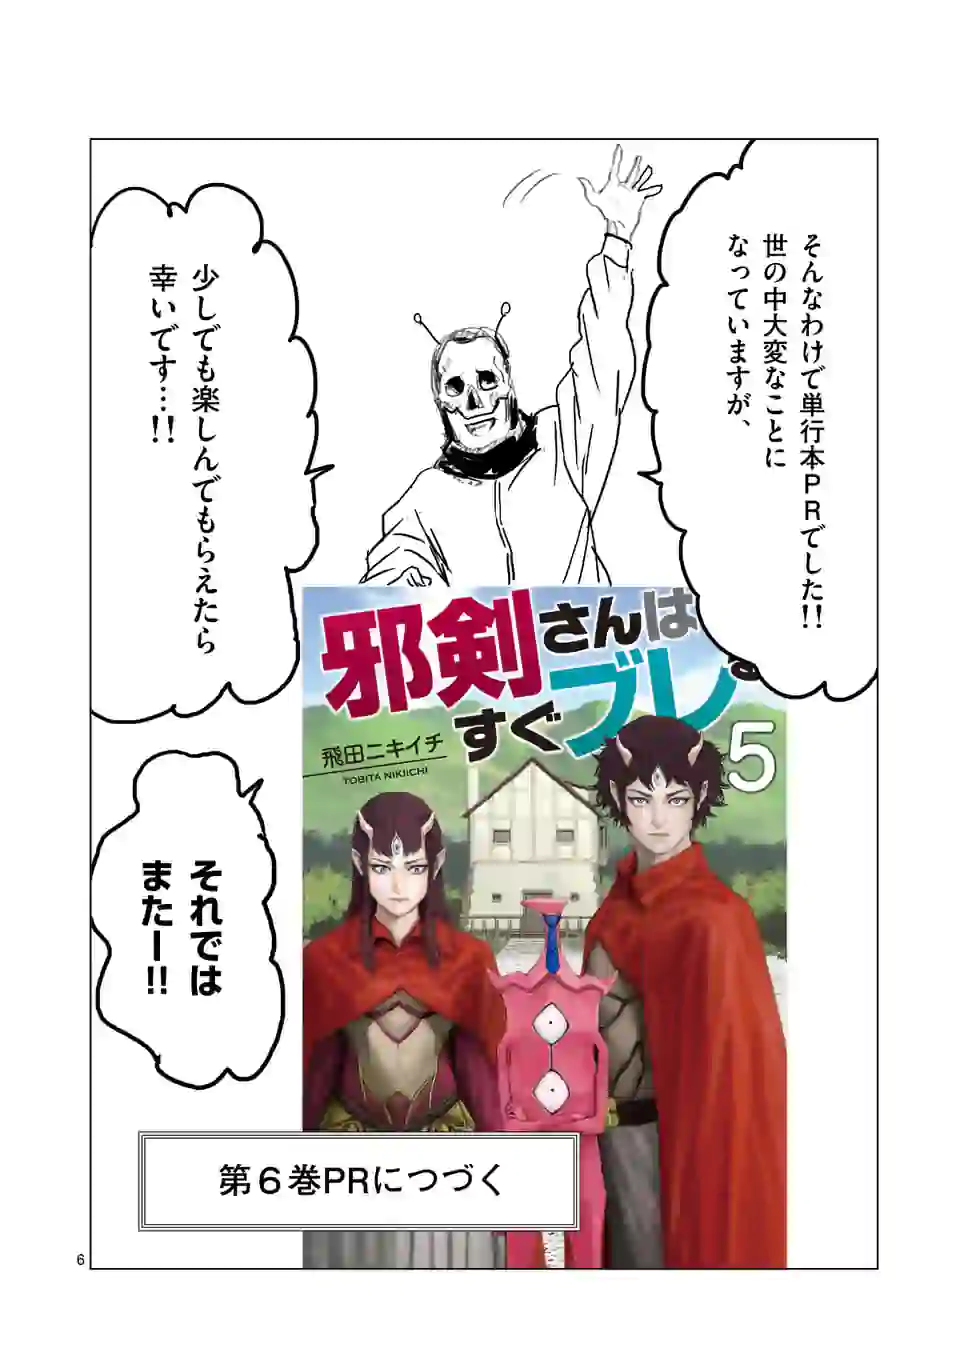 そんなわけで単行本PRでした!!
世の中大変なことに
なっていますが、
少しでも楽しんでもらえたら
幸いです…!!
邪剣さんは
すぐブレ
5
飛田ニキイチ
TOBITA NIKIICHI
それでは
またー!!
第6巻PRにつづく
6